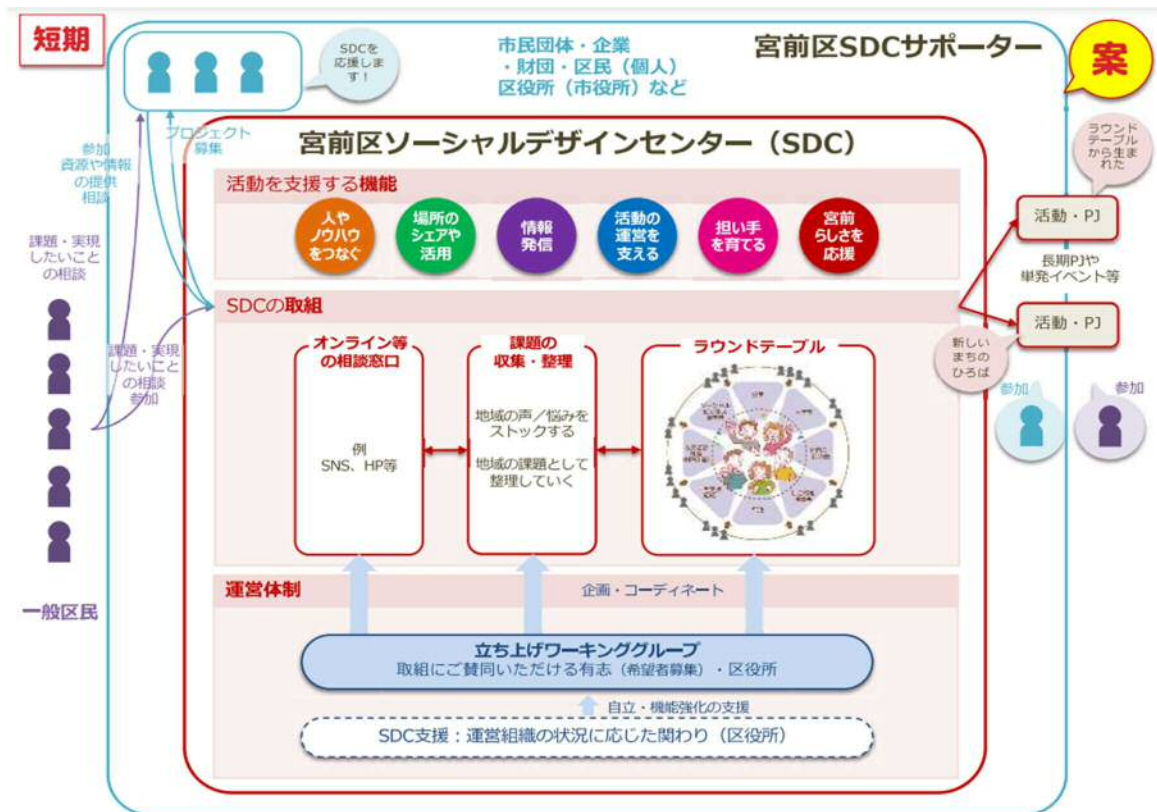 短期
SDCを
応援しま
す！
市民団体・企業
・財団・区民（個人）
区役所（市役所）など
宮前区SDCサポーター
案
プロジェクト
募集
参加
資源や情報
の提供
相談
宮前区ソーシャルデザインセンター（SDC）
ラウンド
テーブル
から生ま
れた
活動を支援する機能
人や
ノウハウ
をつなぐ
場所の
シェアや
活用
情報
発信
活動の
運営を
支える
担い手
を育てる
宮前
らしさを
応援
活動・PJ
長期PJや
単発イベント等
活動・PJ
新しい
まちの
ひろば
参加
参加
課題・実現
したいこと
の相談
課題・実現
したいこと
の相談
参加
一般区民
SDCの取組
オンライン等
の相談窓口
例
SNS、HP等
課題の
収集・整理
地域の声／悩みを
ストックする
地域の課題として
整理していく
ラウンドテーブル
運営体制
企画・コーディネート
立ち上げワーキンググループ
取組にご賛同いただける有志（希望者募集）・区役所
自立・機能強化の支援
SDC支援：運営組織の状況に応じた関わり（区役所）